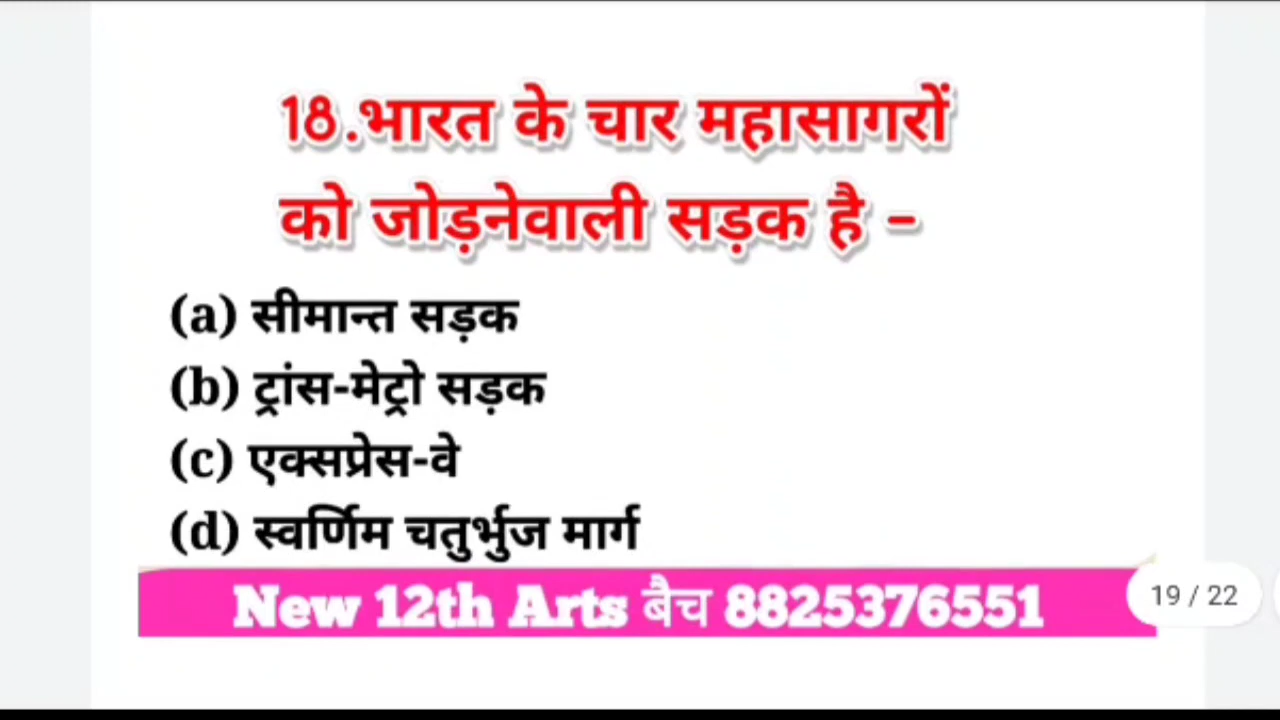 18.भारत के चार महासागरों
को जोड़नेवाली सड़क है –
(a) सीमान्त सड़क
(b) ट्रांस-मेट्रो सड़क
(c) एक्सप्रेस-वे
(d) स्वर्णिम चतुर्भुज मार्ग
New 12th Arts बैच 8825376551
19 / 22